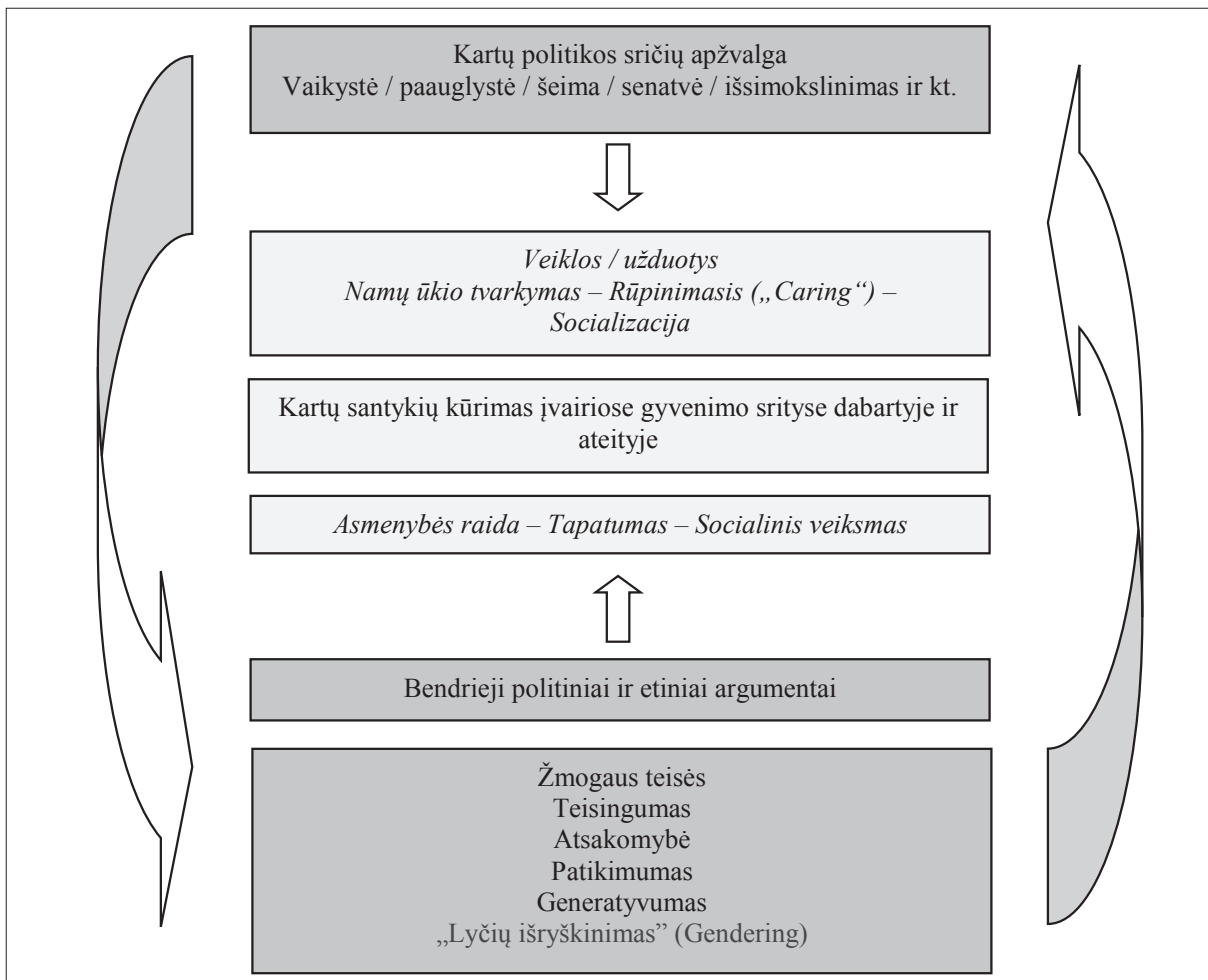 Kartų politikos sričių apžvalga
Vaikystė / paauglystė / šeima / senatvė / išsimokslinimas ir kt.
Veiklos / užduotys
Namų ūkio tvarkymas – Rūpinimasis („Caring“) –
Socializacija
Kartų santykių kūrimas įvairiose gyvenimo srityse dabartyje ir
ateityje
Asmenybės raida – Tapatumas – Socialinis veiksmas
Bendrieji politiniai ir etiniai argumentai
Žmogaus teisės
Teisingumas
Atsakomybė
Patikimumas
Generatyvumas
„Lyčių išryškinimas” (Gendering)